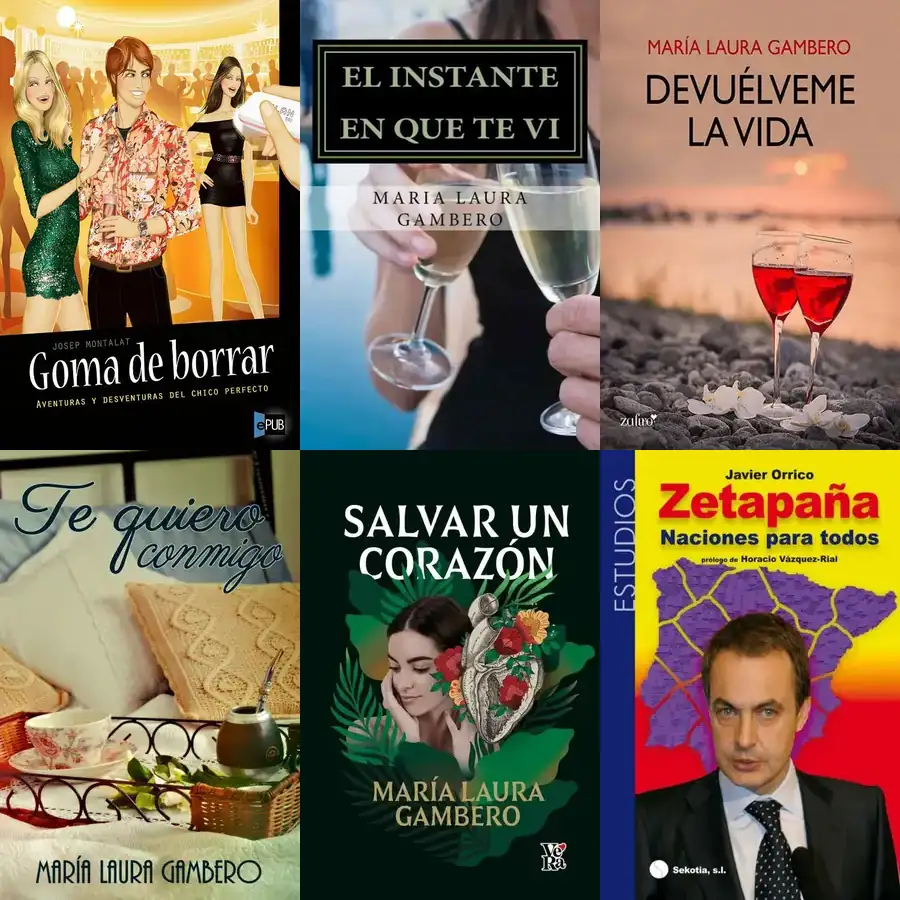 JOSEP MONTALAT
Goma de borrar
AVENTURAS Y DESVENTURAS DEL CHICO PERFECTO
ePUB
EL INSTANTE
EN QUE TE VI
MARIA LAURA
GAMBERO
MARÍA LAURA GAMBERO
DEVUÉLVEME
LA VIDA
zafiro
Te quiero
conmigo
MARÍA LAURA GAMBERO
SALVAR UN
CORAZÓN
MARÍA LAURA
GAMBERO
VeRa
ESTUDIOS
Javier Orrico
Zetapaña
Naciones para todos
prólogo de Horacio Vázquez-Rial
Sekotia, s.l.